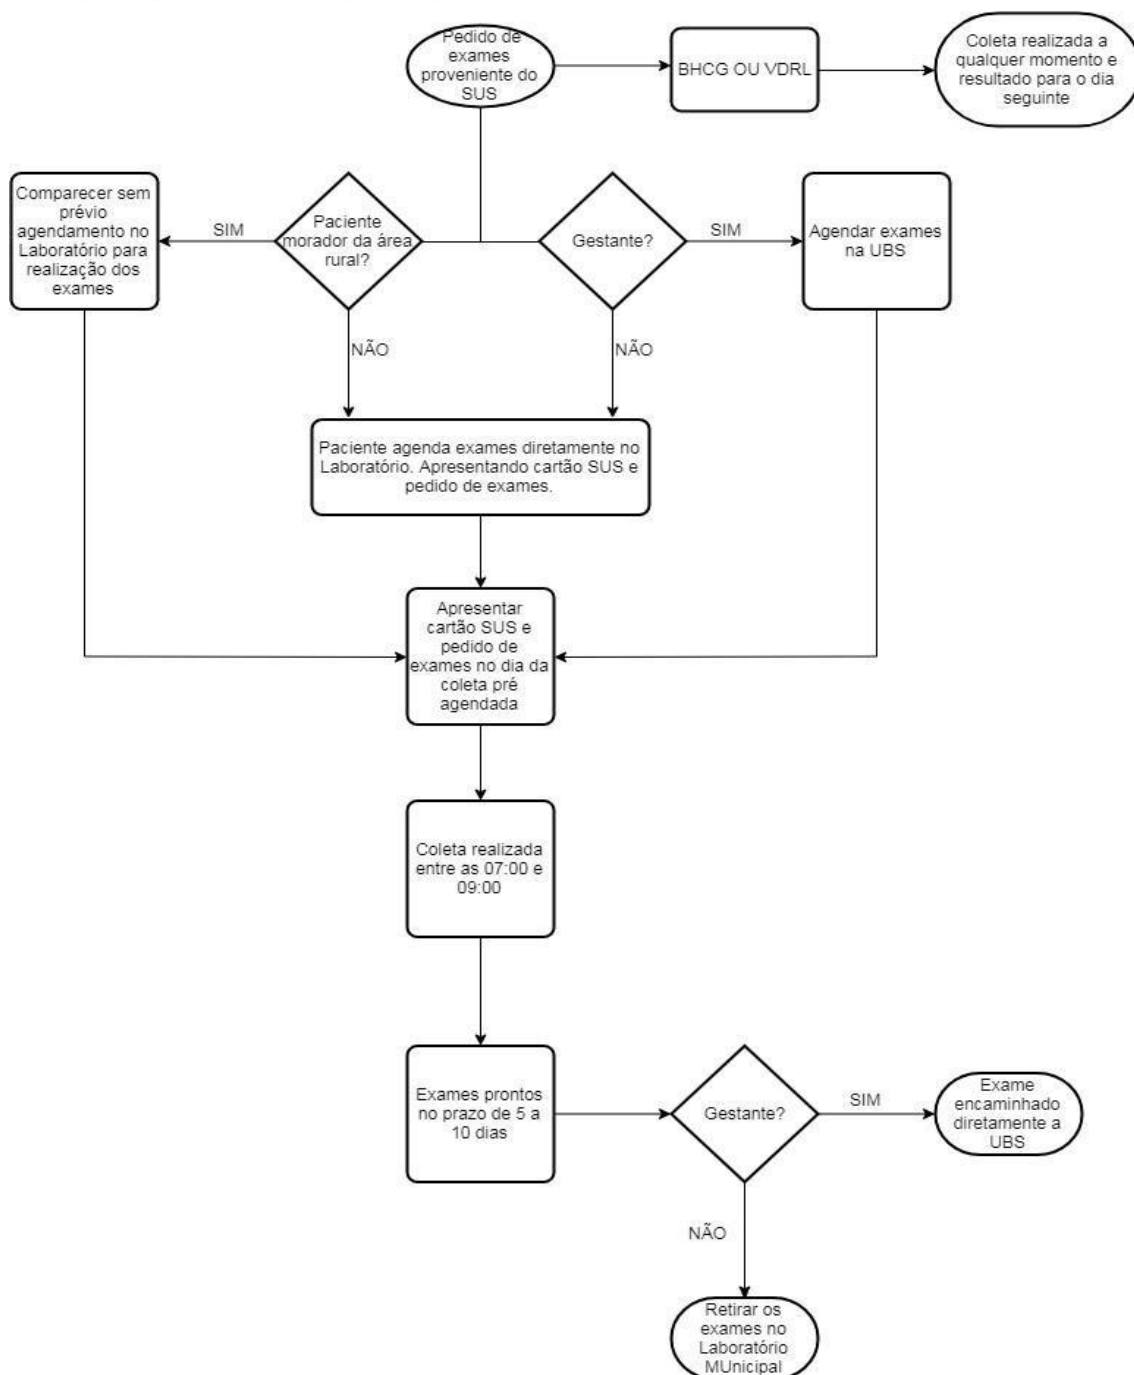 Pedido de
exames
proveniente do
SUS
BHCG OU VDRL
Coleta realizada a
qualquer momento e
resultado para o dia
seguinte
Comparecer sem
prévio
agendamento no
Laboratório para
realização dos
exames
SIM
Paciente
morador da área
rural?
Gestante?
SIM
Agendar exames
na UBS
NÃO
NÃO
Paciente agenda exames diretamente no
Laboratório. Apresentando cartão SUS e
pedido de exames.
Apresentar
cartão SUS e
pedido de
exames no dia da
coleta pré
agendada
Coleta realizada
entre as 07:00 e
09:00
Exames prontos
no prazo de 5 a
10 dias
Gestante?
SIM
Exame
encaminhado
diretamente a
UBS
NÃO
Retirar os
exames no
Laboratório
MUnicipal